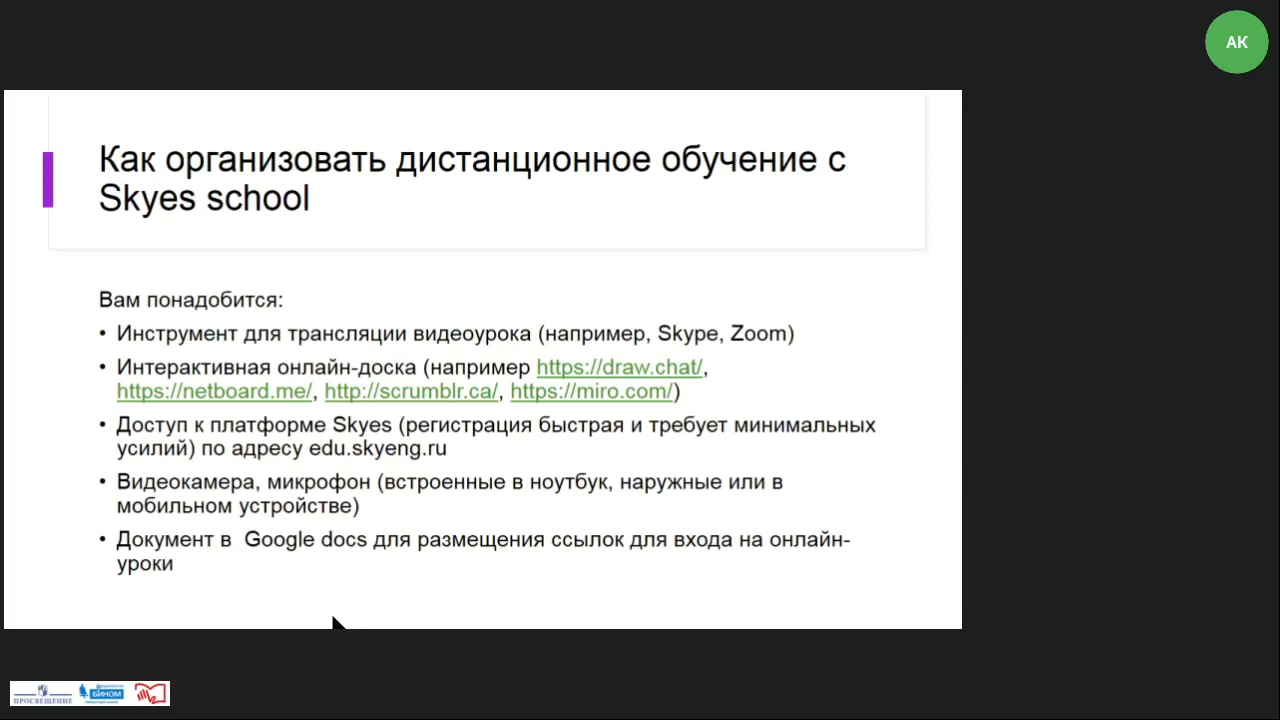 АК
Как организовать дистанционное обучение с
Skyes school
Вам понадобится:
• Инструмент для трансляции видеоурока (например, Skype, Zoom)
• Интерактивная онлайн-доска (например https://draw.chat/,
https://netboard.me/, http://scrumblr.ca/, https://miro.com/)
• Доступ к платформе Skyes (регистрация быстрая и требует минимальных
усилий) по адресу edu.skyeng.ru
• Видеокамера, микрофон (встроенные в ноутбук, наружные или в
мобильном устройстве)
• Документ в  Google docs для размещения ссылок для входа на онлайн-
уроки
ПРОСВЕЩЕНИЕ
БИНОМ